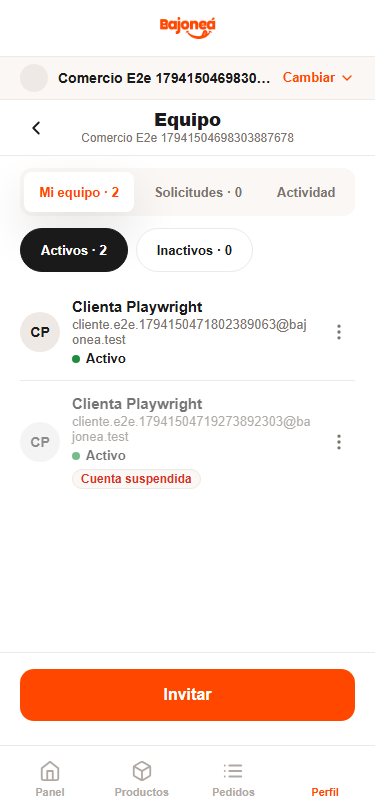 Bajoneá
Comercio E2e 1794150469830... Cambiar
Equipo
Comercio E2e 17941504698303887678
Mi equipo · 2 Solicitudes · 0 Actividad
Activos · 2 Inactivos · 0
CP
Clienta Playwright
cliente.e2e.1794150471802389063@baj
onea.test
Activo
CP
Clienta Playwright
cliente.e2e.17941504719273892303@ba
jonea.test
Activo
Cuenta suspendida
Invitar
Panel Productos Pedidos Perfil